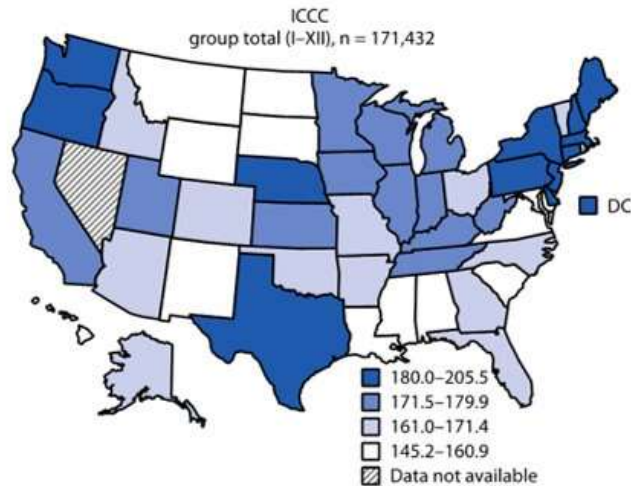 ICCC
group total (I–XII), n = 171,432
DC
180.0–205.5
171.5–179.9
161.0–171.4
145.2–160.9
Data not available